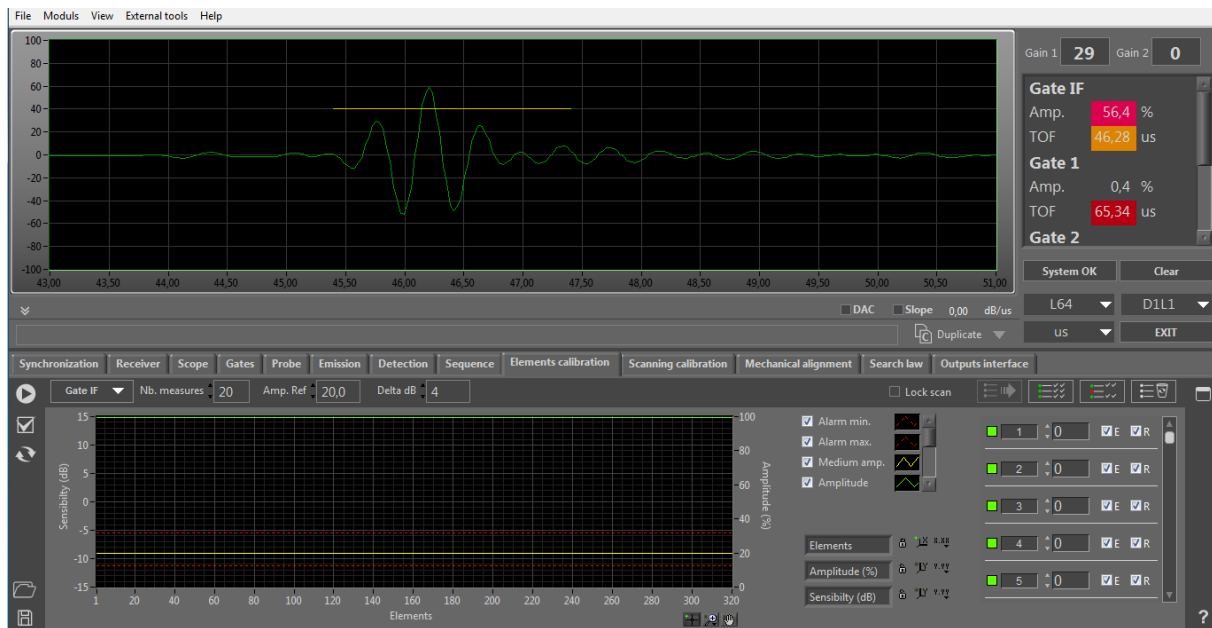 File Moduls View External tools Help
100
80
60
40
20
0
-20
-40
-60
-80
-100
43,00 43,50 44,00 44,50 45,00 45,50 46,00 46,50 47,00 47,50 48,00 48,50 49,00 49,50 50,00 50,50 51,00
Gain 1 29 Gain 2 0
Gate IF
Amp. 56,4 %
TOF 46,28 us
Gate 1
Amp. 0,4 %
TOF 65,34 us
Gate 2
System OK Clear
DAC Slope 0,00 dB/us
L64 D1L1
Duplicate
us EXIT
Synchronization Receiver Scope Gates Probe Emission Detection Sequence Elements calibration Scanning calibration Mechanical alignment Search law Outputs interface
Gate IF Nb. measures 20 Amp. Ref 20,0 Delta dB 4 Lock scan
Sensibilty (dB)
15
10
5
0
-5
-10
-15
100
80
60
40
20
0
Amplitude (%)
1 20 40 60 80 100 120 140 160 180 200 220 240 260 280 300 320
Elements
Alarm min.
Alarm max.
Medium amp.
Amplitude
Elements
Amplitude (%)
Sensibilty (dB)
1 0 E R
2 0 E R
3 0 E R
4 0 E R
5 0 E R
?